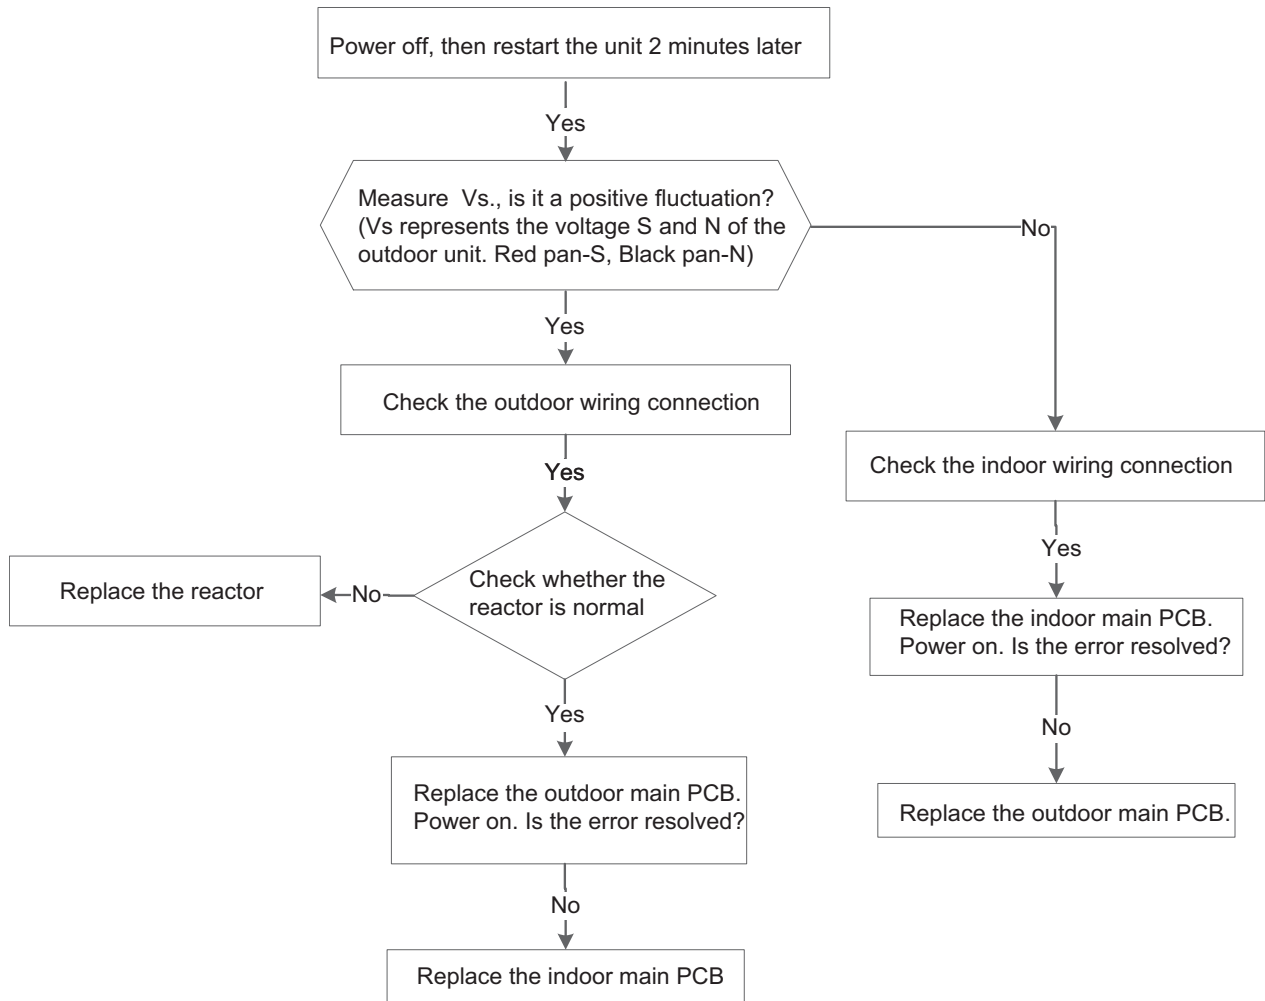 Power off, then restart the unit 2 minutes later
Yes
Measure Vs., is it a positive fluctuation?
(Vs represents the voltage S and N of the
outdoor unit. Red pan-S, Black pan-N)
No
Yes
Check the outdoor wiring connection
Yes
Check the indoor wiring connection
Yes
Check whether the
reactor is normal
No
Replace the reactor
Replace the indoor main PCB.
Power on. Is the error resolved?
Yes
No
Replace the outdoor main PCB.
Power on. Is the error resolved?
Replace the outdoor main PCB.
No
Replace the indoor main PCB